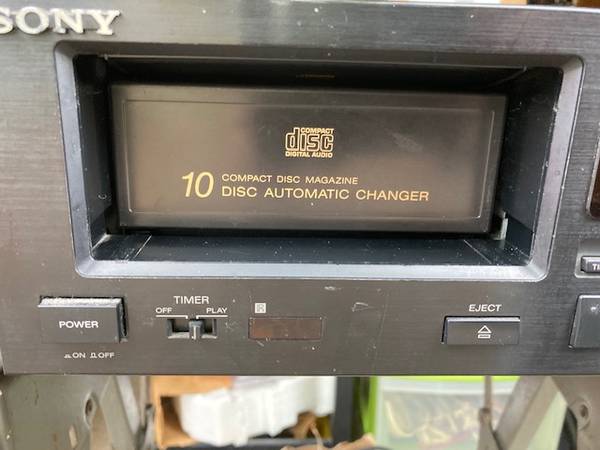 SONY
COMPACT
disc
DIGITAL AUDIO
10 COMPACT DISC MAGAZINE
DISC AUTOMATIC CHANGER
TIMER
OFF PLAY
POWER
ON OFF
R
EJECT